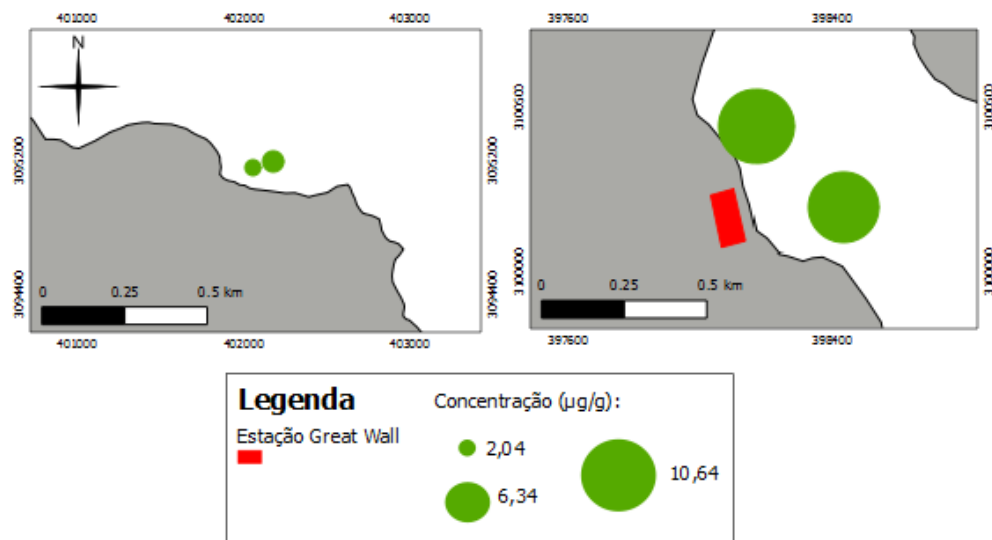 401000 402000 403000
397600 398400
N
3095200 3095200
3100500 3100500
3094400 3094400
3100000 3100000
0 0.25 0.5 km
0 0.25 0.5 km
401000 402000 403000
397600 398400
Legenda
Concentração (µg/g):
Estação Great Wall
2,04
6,34
10,64